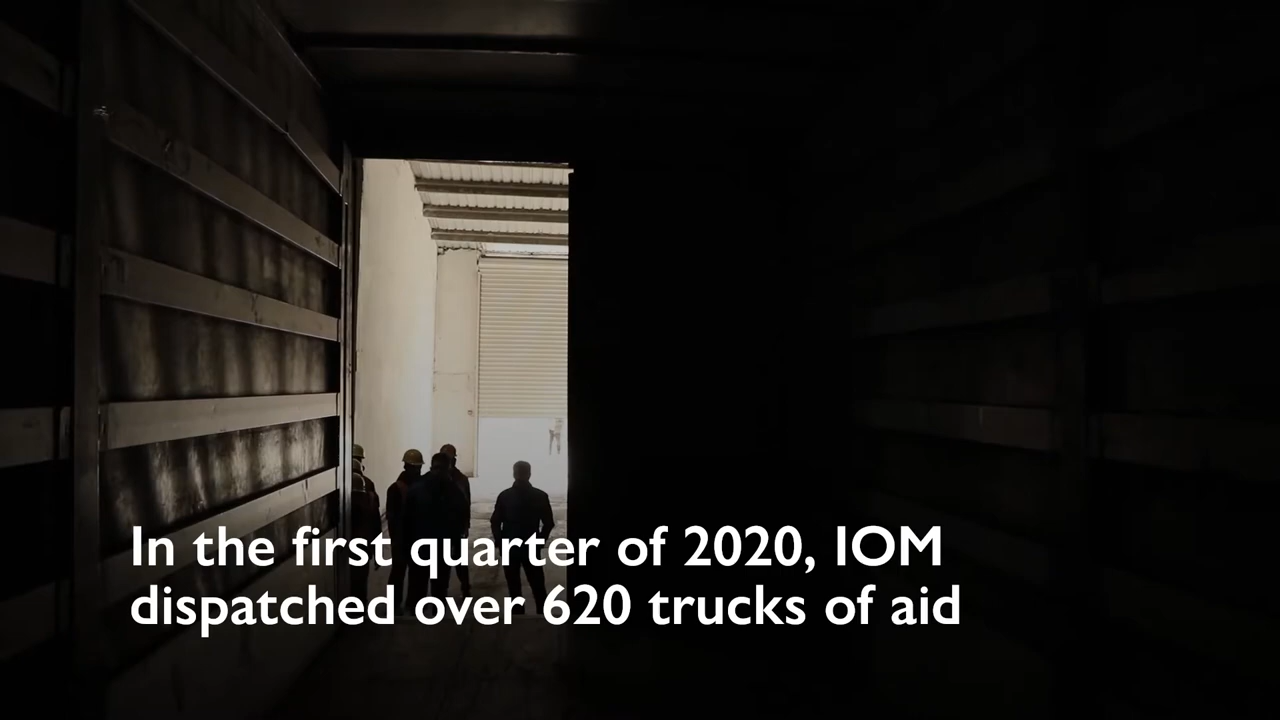 In the first quarter of 2020, IOM
dispatched over 620 trucks of aid